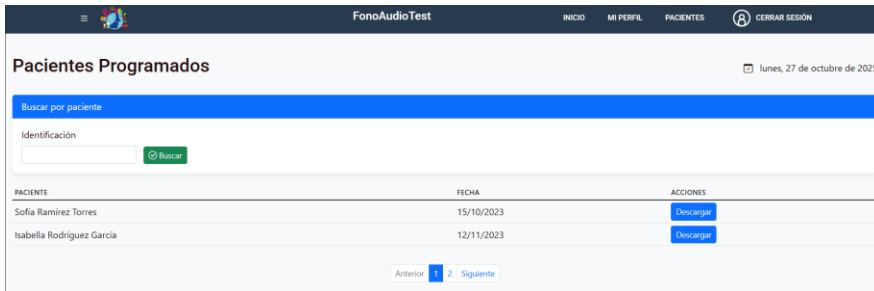 ≡ FonoAudioTest INICIO MI PERFIL PACIENTES CERRAR SESIÓN
Pacientes Programados
lunes, 27 de octubre de 2025
Buscar por paciente
Identificación
Buscar
PACIENTE FECHA ACCIONES
Sofía Ramírez Torres 15/10/2023 Descargar
Isabella Rodríguez García 12/11/2023 Descargar
Anterior 1 2 Siguiente